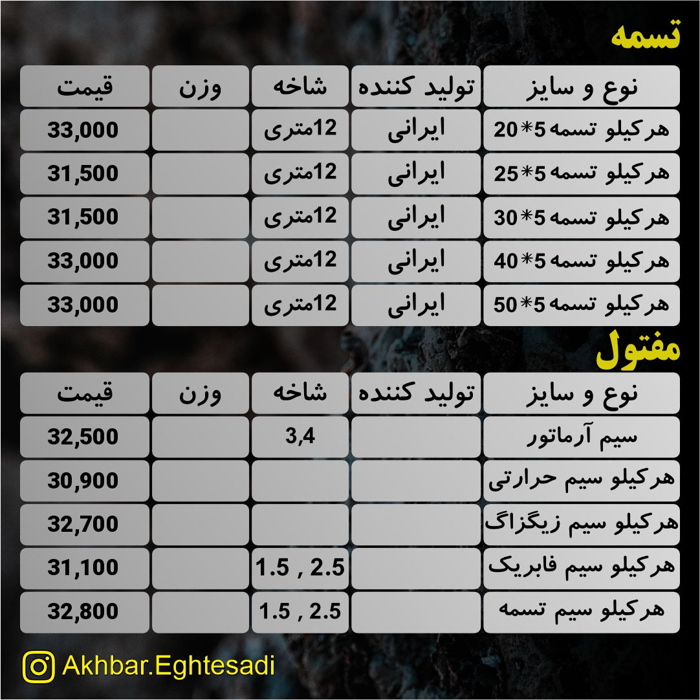 تسمه
نوع و سایز تولید کننده شاخه وزن قیمت
هرکیلو تسمه 5*20 ایرانی 12متری 33,000
هرکیلو تسمه 5*25 ایرانی 12متری 31,500
هرکیلو تسمه 5*30 ایرانی 12متری 31,500
هرکیلو تسمه 5*40 ایرانی 12متری 33,000
هرکیلو تسمه 5*50 ایرانی 12متری 33,000
مفتول
نوع و سایز تولید کننده شاخه وزن قیمت
سیم آرماتور 3,4 32,500
هرکیلو سیم حرارتی 30,900
هرکیلو سیم زیگزاگ 32,700
هرکیلو سیم فابریک 1.5 , 2.5 31,100
هرکیلو سیم تسمه 1.5 , 2.5 32,800
Akhbar.Eghtesadi